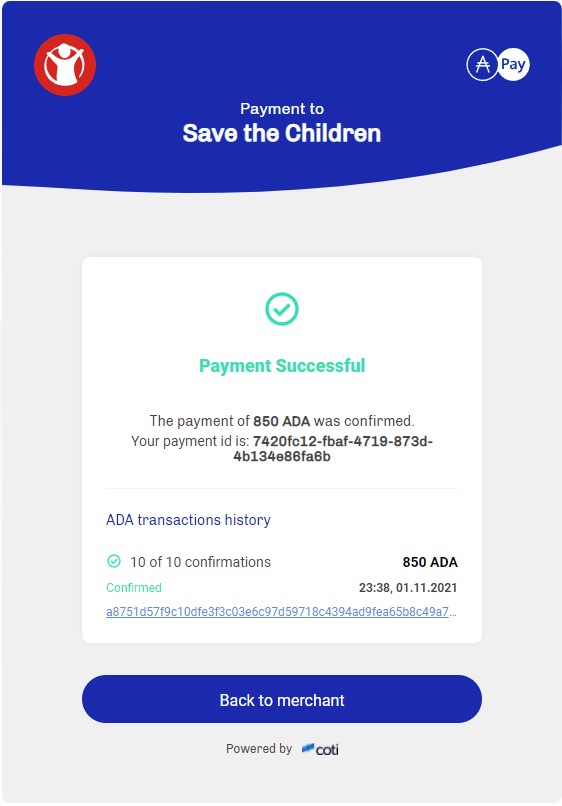 Pay
Payment to
Save the Children
Payment Successful
The payment of 850 ADA was confirmed.
Your payment id is: 7420fc12-fbaf-4719-873d-
4b134e86fa6b
ADA transactions history
10 of 10 confirmations 850 ADA
Confirmed 23:38, 01.11.2021
a8751d57f9c10dfe3f3c03e6c97d59718c4394ad9fea65b8c49a7...
Back to merchant
Powered by coti